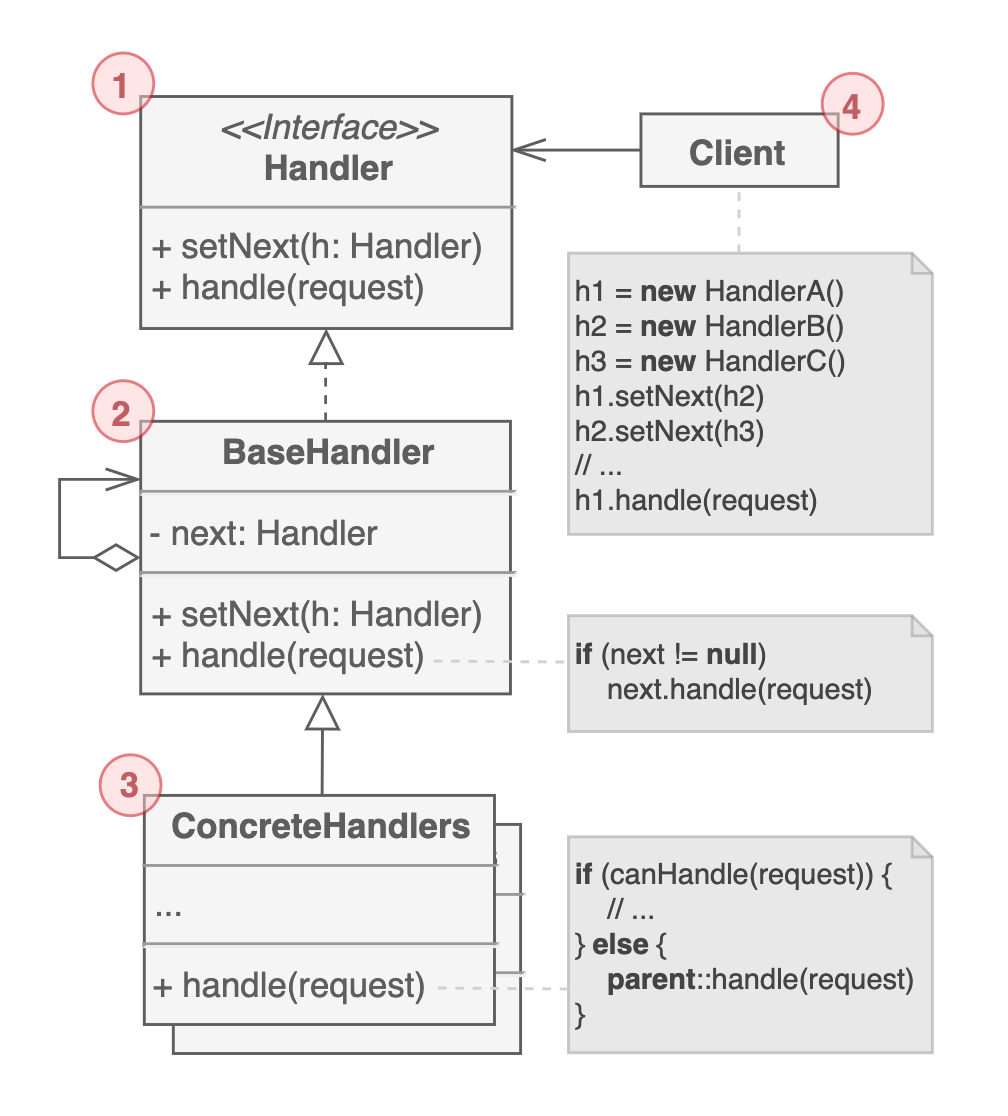 1
<<Interface>>
Handler
+ setNext(h: Handler)
+ handle(request)
4
Client
h1 = new HandlerA()
h2 = new HandlerB()
h3 = new HandlerC()
h1.setNext(h2)
h2.setNext(h3)
// ...
h1.handle(request)
2
BaseHandler
- next: Handler
+ setNext(h: Handler)
+ handle(request)
if (next != null)
next.handle(request)
3
ConcreteHandlers
...
+ handle(request)
if (canHandle(request)) {
// ...
} else {
parent::handle(request)
}